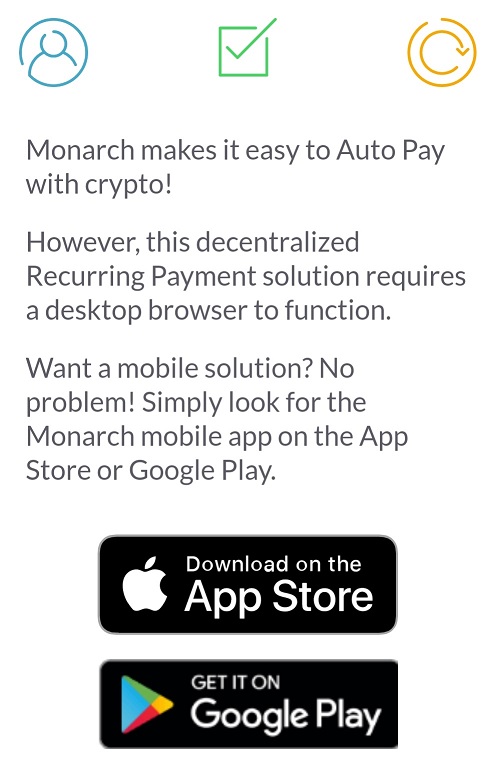 Monarch makes it easy to Auto Pay
with crypto!
However, this decentralized
Recurring Payment solution requires
a desktop browser to function.
Want a mobile solution? No
problem! Simply look for the
Monarch mobile app on the App
Store or Google Play.
Download on the
App Store
GET IT ON
Google Play